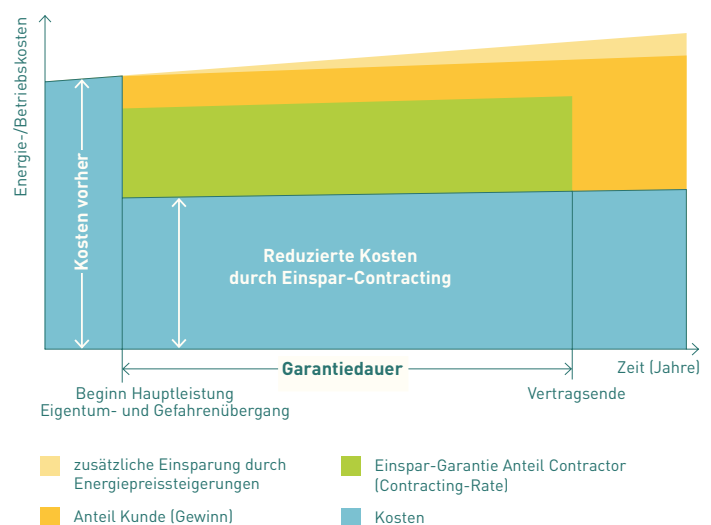 Energie-/Betriebskosten
Kosten vorher
Reduzierte Kosten
durch Einspar-Contracting
Garantiedauer
Zeit (Jahre)
Beginn Hauptleistung
Eigentum- und Gefahrenübergang
Vertragsende
zusätzliche Einsparung durch
Energiepreissteigerungen
Anteil Kunde (Gewinn)
Einspar-Garantie Anteil Contractor
(Contracting-Rate)
Kosten